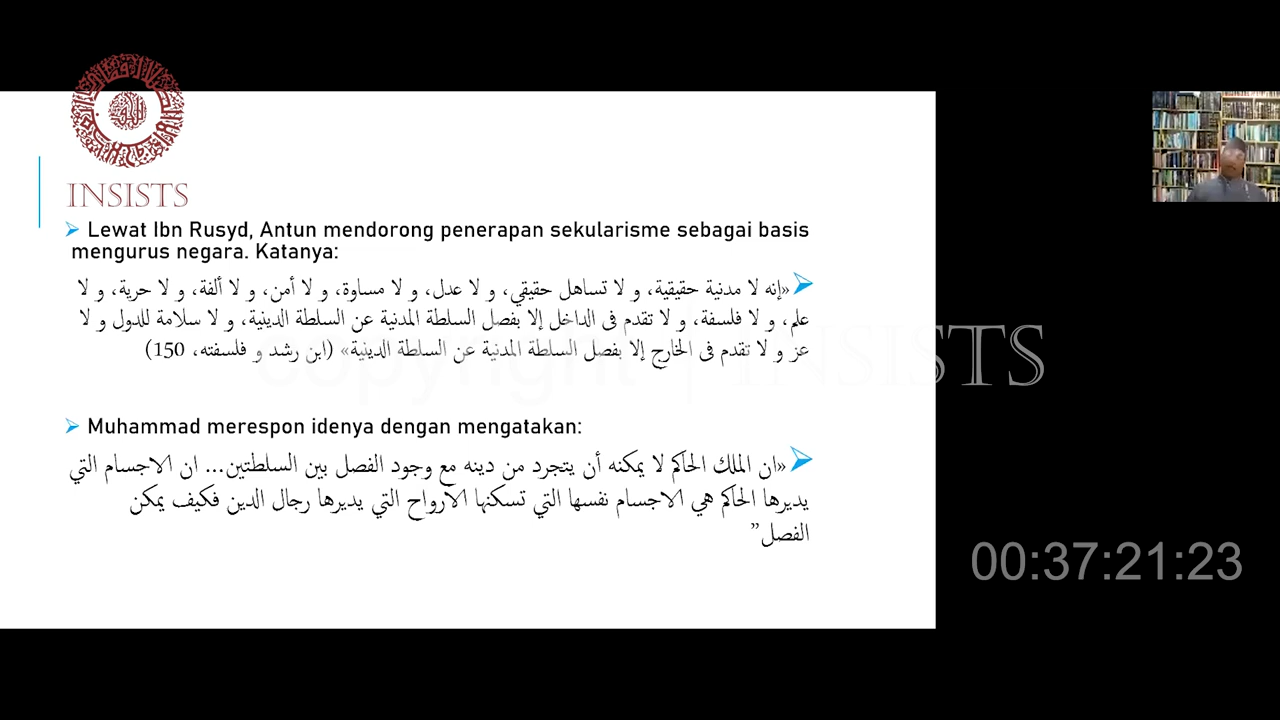 INSISTS
➢ Lewat Ibn Rusyd, Antun mendorong penerapan sekularisme sebagai basis
mengurus negara. Katanya:
«إنه لا مدنية حقيقية، و لا تساهل حقيقي، و لا عدل، و لا مساوة، و لا أمن، و لا ألفة، و لا حرية، و لا
علم، و لا فلسفة، و لا تقدم فى الداخل إلا بفصل السلطة المدنية عن السلطة الدينية، و لا سلامة للدول و لا
عز و لا تقدم فى الخارج إلا بفصل السلطة المدنية عن السلطة الدينية» (ابن رشد و فلسفته، 150)
copyright | INSISTS
➢ Muhammad merespon idenya dengan mengatakan:
«ان الملك الحاكم لا يمكنه أن يتجرد من دينه مع وجود الفصل بين السلطتين... ان الاجسام التي
يديرها الحاكم هي الاجسام نفسها التي تسكنها الارواح التي يديرها رجال الدين فكيف يمكن
الفصل”
00:37:21:23